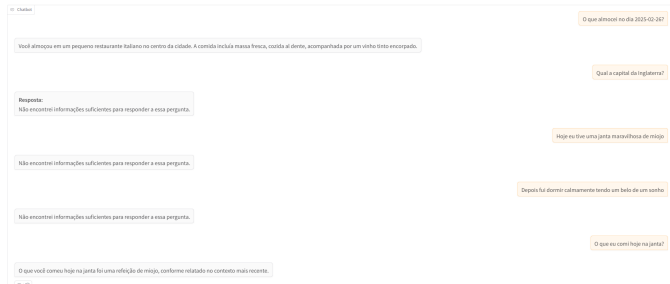 Chatbot
O que almocei no dia 2025-02-26?
Você almoçou em um pequeno restaurante italiano no centro da cidade. A comida incluía massa fresca, cozida al dente, acompanhada por um vinho tinto encorpado.
Qual a capital da Inglaterra?
Resposta:
Não encontrei informações suficientes para responder a essa pergunta.
Hoje eu tive uma janta maravilhosa de miojo
Não encontrei informações suficientes para responder a essa pergunta.
Depois fui dormir calmamente tendo um belo de um sonho
Não encontrei informações suficientes para responder a essa pergunta.
O que eu comi hoje na janta?
O que você comeu hoje na janta foi uma refeição de miojo, conforme relatado no contexto mais recente.